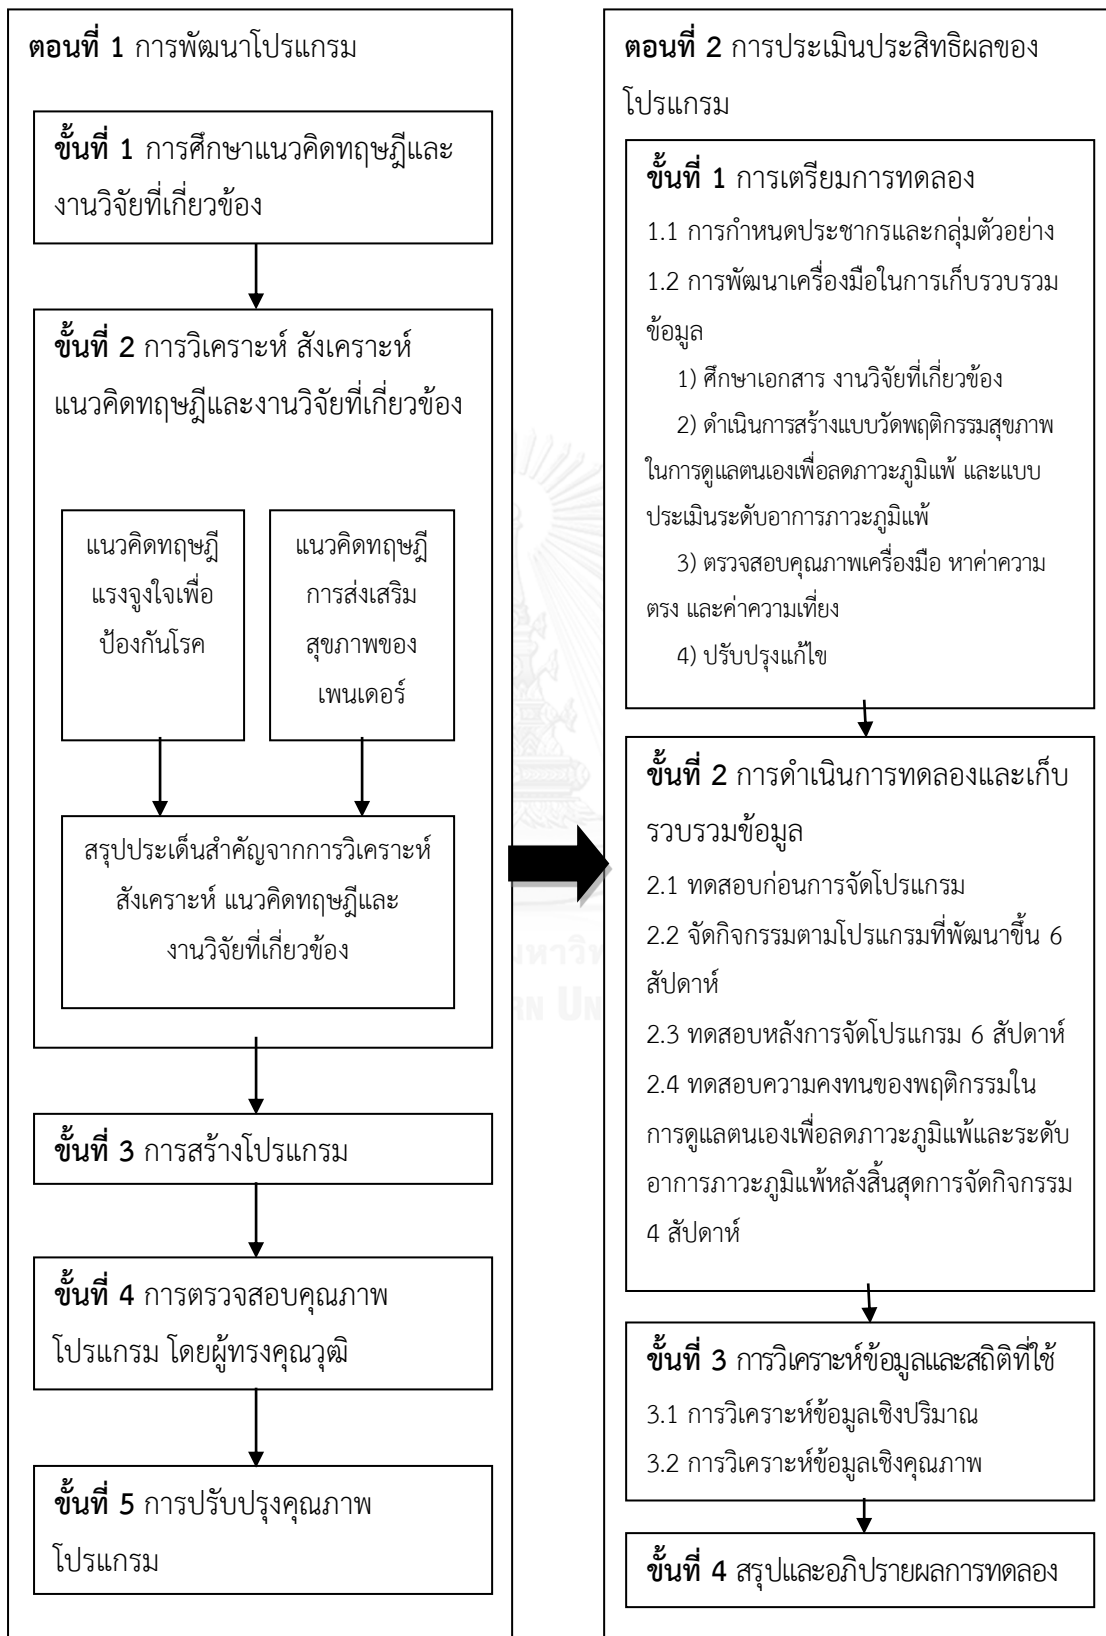 ตอนที่ 1 การพัฒนาโปรแกรม
ขั้นที่ 1 การศึกษาแนวคิดทฤษฎีและ
งานวิจัยที่เกี่ยวข้อง
ขั้นที่ 2 การวิเคราะห์ สังเคราะห์
แนวคิดทฤษฎีและงานวิจัยที่เกี่ยวข้อง
แนวคิดทฤษฎี
แรงจูงใจเพื่อ
ป้องกันโรค
แนวคิดทฤษฎี
การส่งเสริม
สุขภาพของ
เพนเดอร์
สรุปประเด็นสำคัญจากการวิเคราะห์
สังเคราะห์ แนวคิดทฤษฎีและ
งานวิจัยที่เกี่ยวข้อง
ขั้นที่ 3 การสร้างโปรแกรม
ขั้นที่ 4 การตรวจสอบคุณภาพ
โปรแกรม โดยผู้ทรงคุณวุฒิ
ขั้นที่ 5 การปรับปรุงคุณภาพ
โปรแกรม
ตอนที่ 2 การประเมินประสิทธิผลของ
โปรแกรม
ขั้นที่ 1 การเตรียมการทดลอง
1.1 การกำหนดประชากรและกลุ่มตัวอย่าง
1.2 การพัฒนาเครื่องมือในการเก็บรวบรวม
ข้อมูล
1) ศึกษาเอกสาร งานวิจัยที่เกี่ยวข้อง
2) ดำเนินการสร้างแบบวัดพฤติกรรมสุขภาพ
ในการดูแลตนเองเพื่อลดภาวะภูมิแพ้ และแบบ
ประเมินระดับอาการภาวะภูมิแพ้
3) ตรวจสอบคุณภาพเครื่องมือ หาค่าความ
ตรง และค่าความเที่ยง
4) ปรับปรุงแก้ไข
ขั้นที่ 2 การดำเนินการทดลองและเก็บ
รวบรวมข้อมูล
2.1 ทดสอบก่อนการจัดโปรแกรม
2.2 จัดกิจกรรมตามโปรแกรมที่พัฒนาขึ้น 6
สัปดาห์
2.3 ทดสอบหลังการจัดโปรแกรม 6 สัปดาห์
2.4 ทดสอบความคงทนของพฤติกรรมใน
การดูแลตนเองเพื่อลดภาวะภูมิแพ้และระดับ
อาการภาวะภูมิแพ้หลังสิ้นสุดการจัดกิจกรรม
4 สัปดาห์
ขั้นที่ 3 การวิเคราะห์ข้อมูลและสถิติที่ใช้
3.1 การวิเคราะห์ข้อมูลเชิงปริมาณ
3.2 การวิเคราะห์ข้อมูลเชิงคุณภาพ
ขั้นที่ 4 สรุปและอภิปรายผลการทดลอง